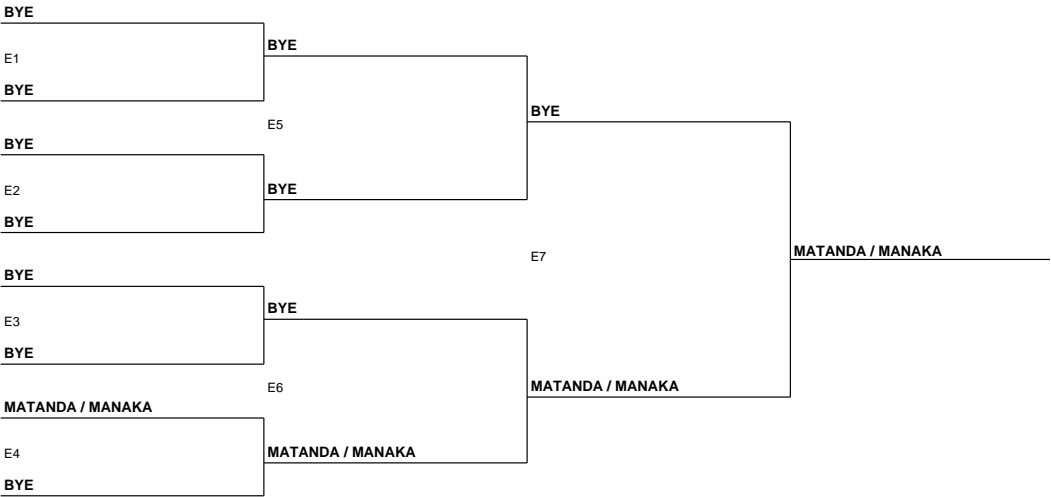 BYE
BYE
E1
BYE
BYE
E5
BYE
BYE
E2
BYE
MATANDA / MANAKA
E7
BYE
BYE
E3
BYE
MATANDA / MANAKA
E6
MATANDA / MANAKA
MATANDA / MANAKA
E4
BYE